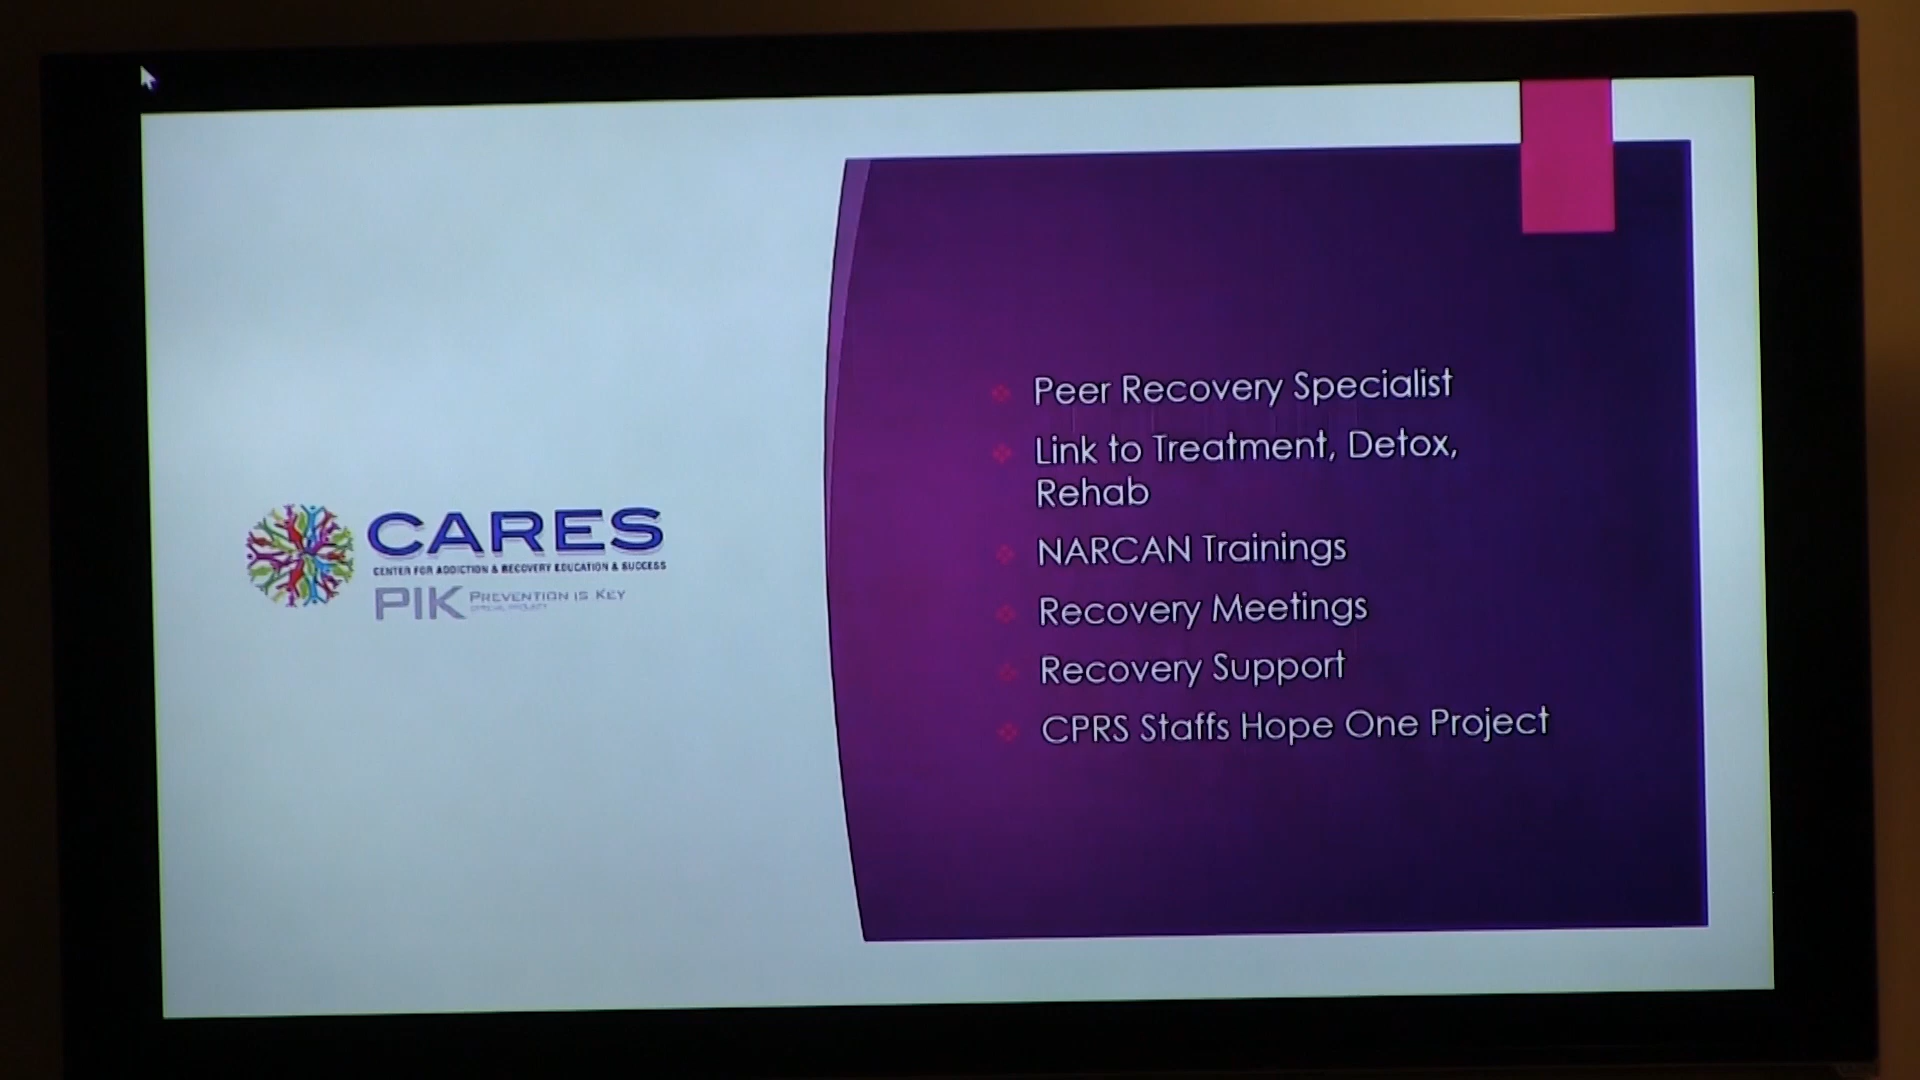 CARES
CENTER FOR ADDICTION & RECOVERY EDUCATION & SUCCESS
PIK PREVENTION IS KEY
Peer Recovery Specialist
Link to Treatment, Detox,
Rehab
NARCAN Trainings
Recovery Meetings
Recovery Support
CPRS Staffs Hope One Project